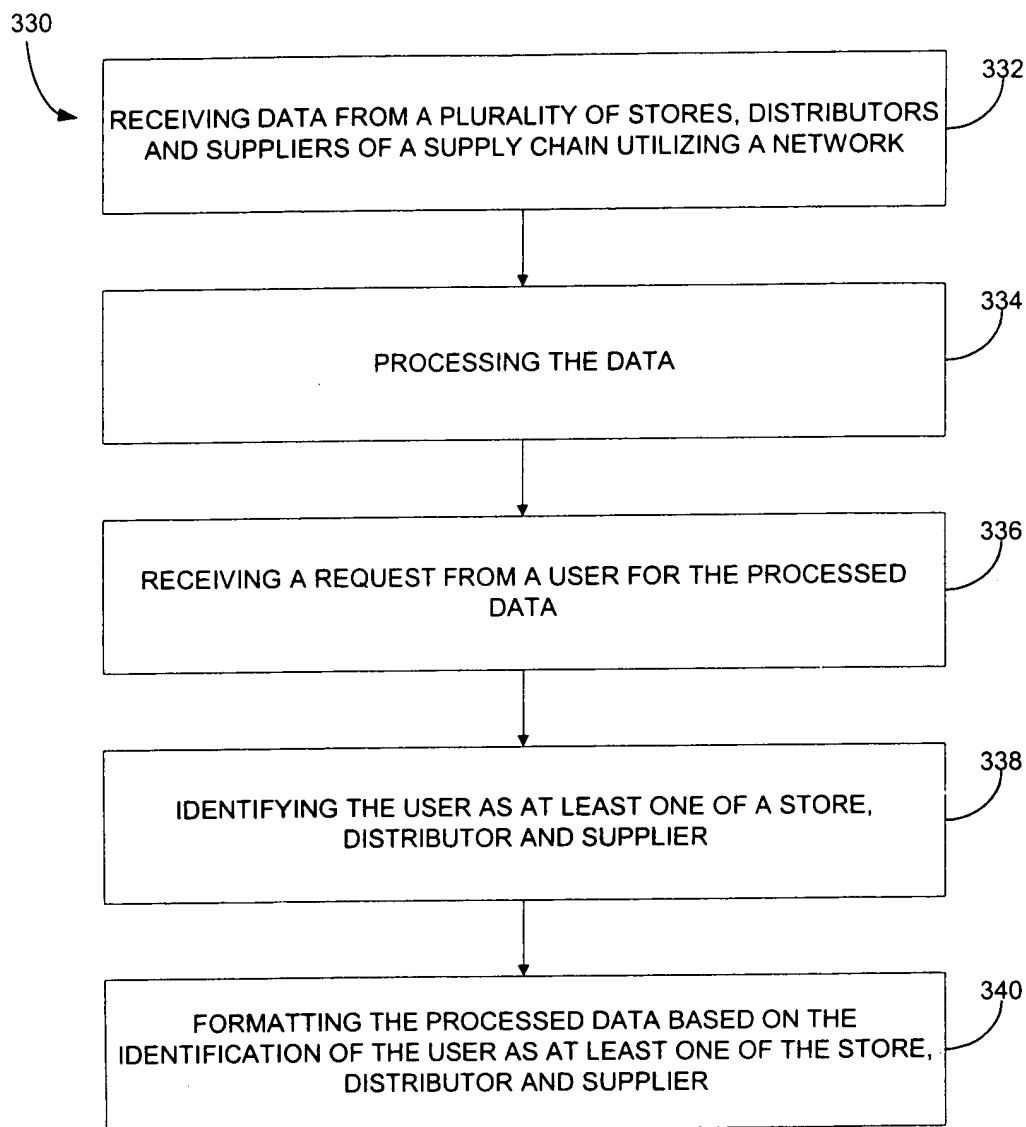 330
332
RECEIVING DATA FROM A PLURALITY OF STORES, DISTRIBUTORS
AND SUPPLIERS OF A SUPPLY CHAIN UTILIZING A NETWORK
334
PROCESSING THE DATA
336
RECEIVING A REQUEST FROM A USER FOR THE PROCESSED
DATA
338
IDENTIFYING THE USER AS AT LEAST ONE OF A STORE,
DISTRIBUTOR AND SUPPLIER
340
FORMATTING THE PROCESSED DATA BASED ON THE
IDENTIFICATION OF THE USER AS AT LEAST ONE OF THE STORE,
DISTRIBUTOR AND SUPPLIER